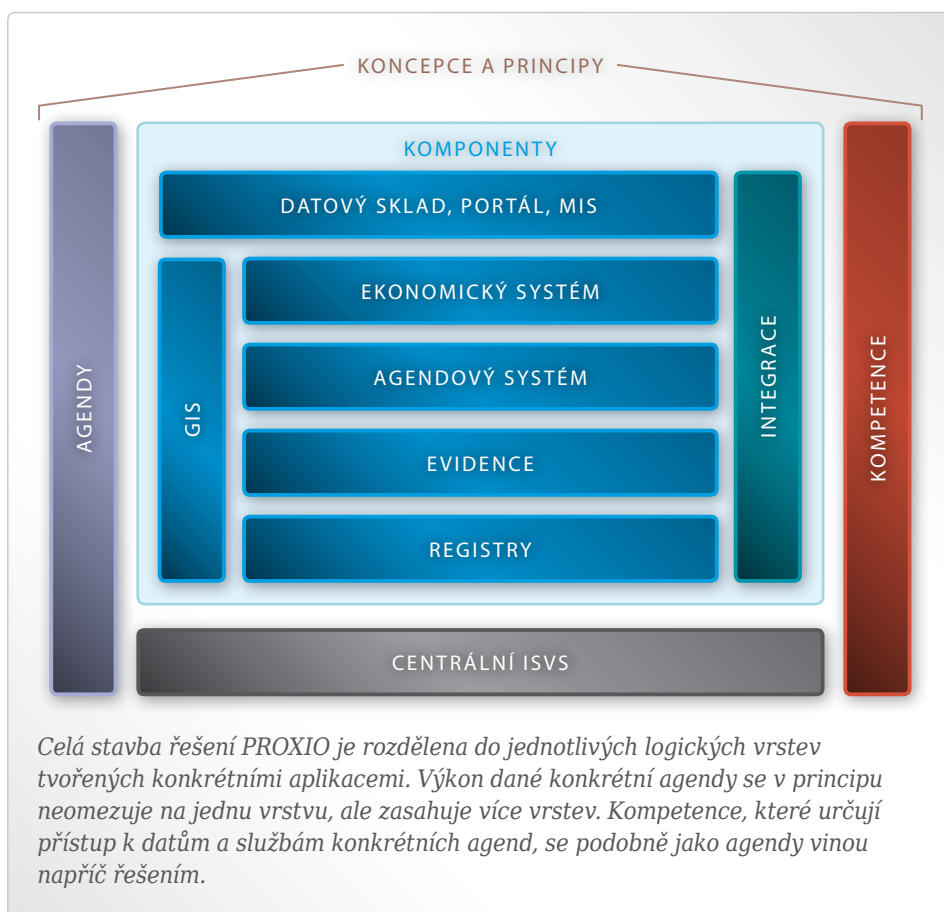 KONCEPCE A PRINCIPY
AGENDY
KOMPONENTY
DATOVÝ SKLAD, PORTÁL, MIS
GIS
EKONOMICKÝ SYSTÉM
AGENDOVÝ SYSTÉM
EVIDENCE
REGISTRY
INTEGRACE
KOMPETENCE
CENTRÁLNÍ ISVS
Celá stavba řešení PROXIO je rozdělena do jednotlivých logických vrstev
tvořených konkrétními aplikacemi. Výkon dané konkrétní agendy se v principu
neomezuje na jednu vrstvu, ale zasahuje více vrstev. Kompetence, které určují
přístup k datům a službám konkrétních agend, se podobně jako agendy vinou
napříč řešením.